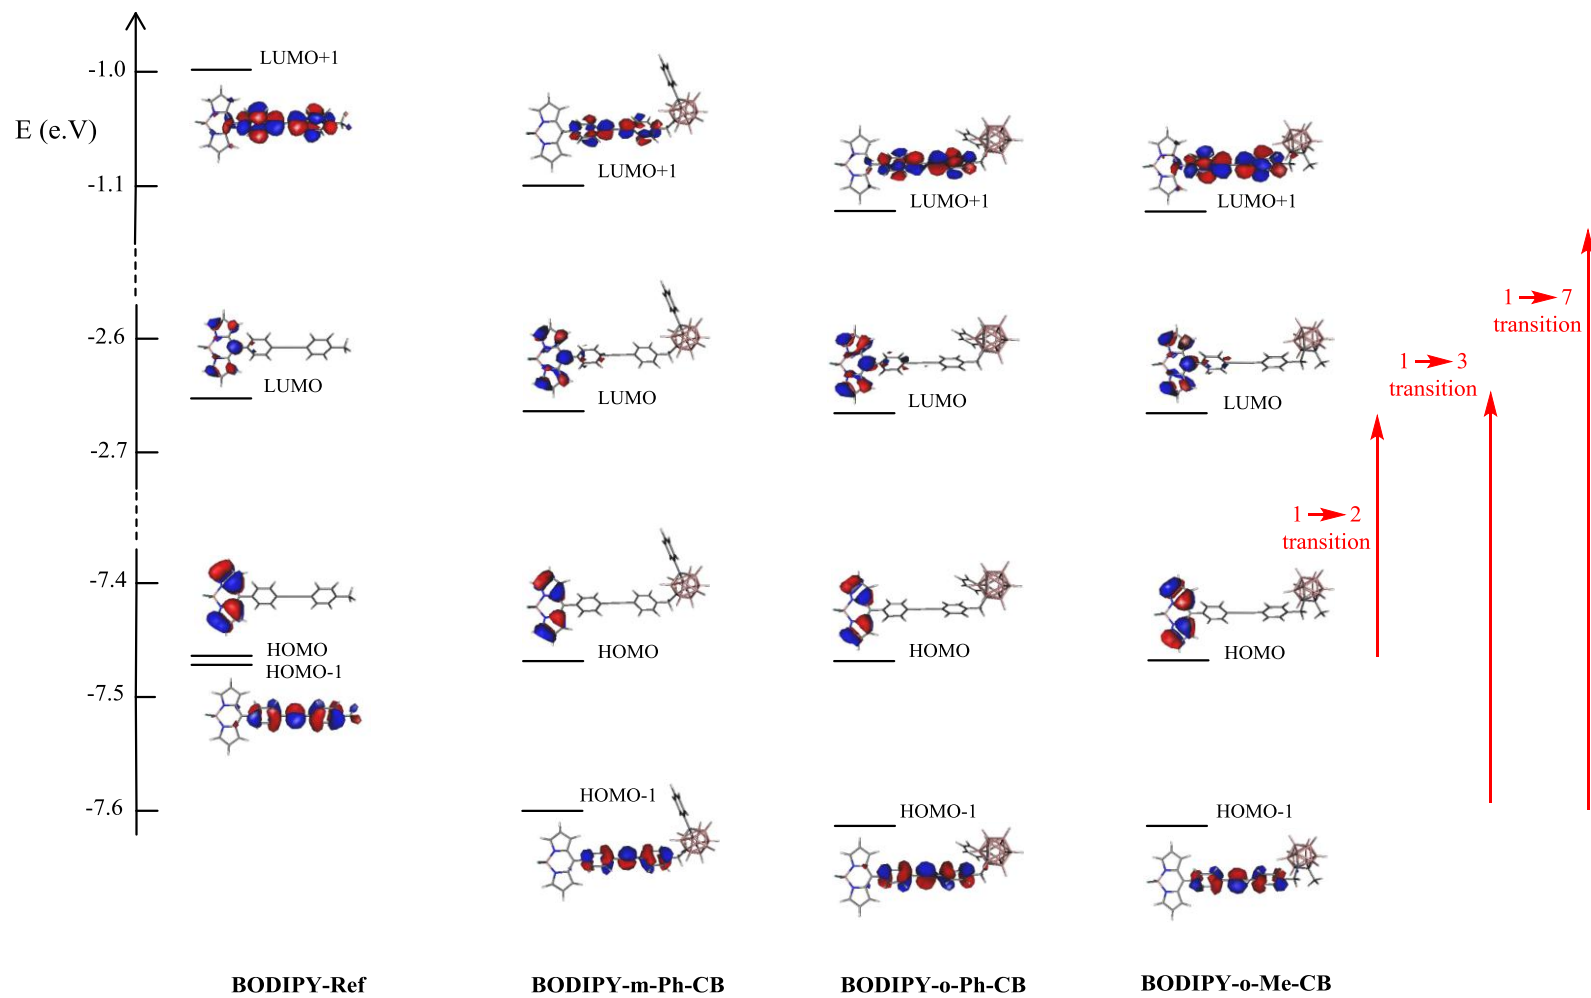 LUMO+1
-1.0
E (e.V)
LUMO+1
-1.1
LUMO+1
LUMO+1
1 → 7
transition
-2.6
1 → 3
transition
LUMO
LUMO
LUMO
LUMO
-2.7
1 → 2
transition
-7.4
HOMO
HOMO
HOMO
HOMO
HOMO-1
-7.5
-7.6
HOMO-1
HOMO-1
HOMO-1
BODIPY-Ref
BODIPY-m-Ph-CB
BODIPY-o-Ph-CB
BODIPY-o-Me-CB